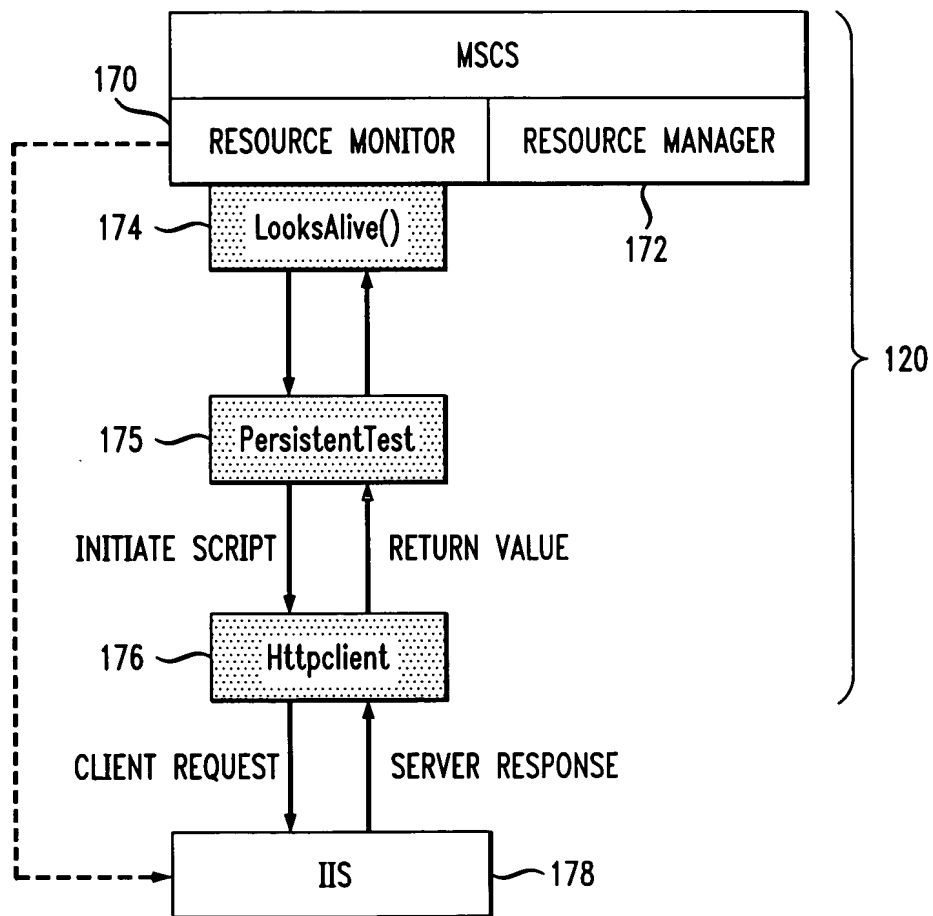 MSCS
170
RESOURCE MONITOR
RESOURCE MANAGER
174
LooksAlive()
172
120
175
PersistentTest
INITIATE SCRIPT
RETURN VALUE
176
Httpclient
CLIENT REQUEST
SERVER RESPONSE
IIS
178